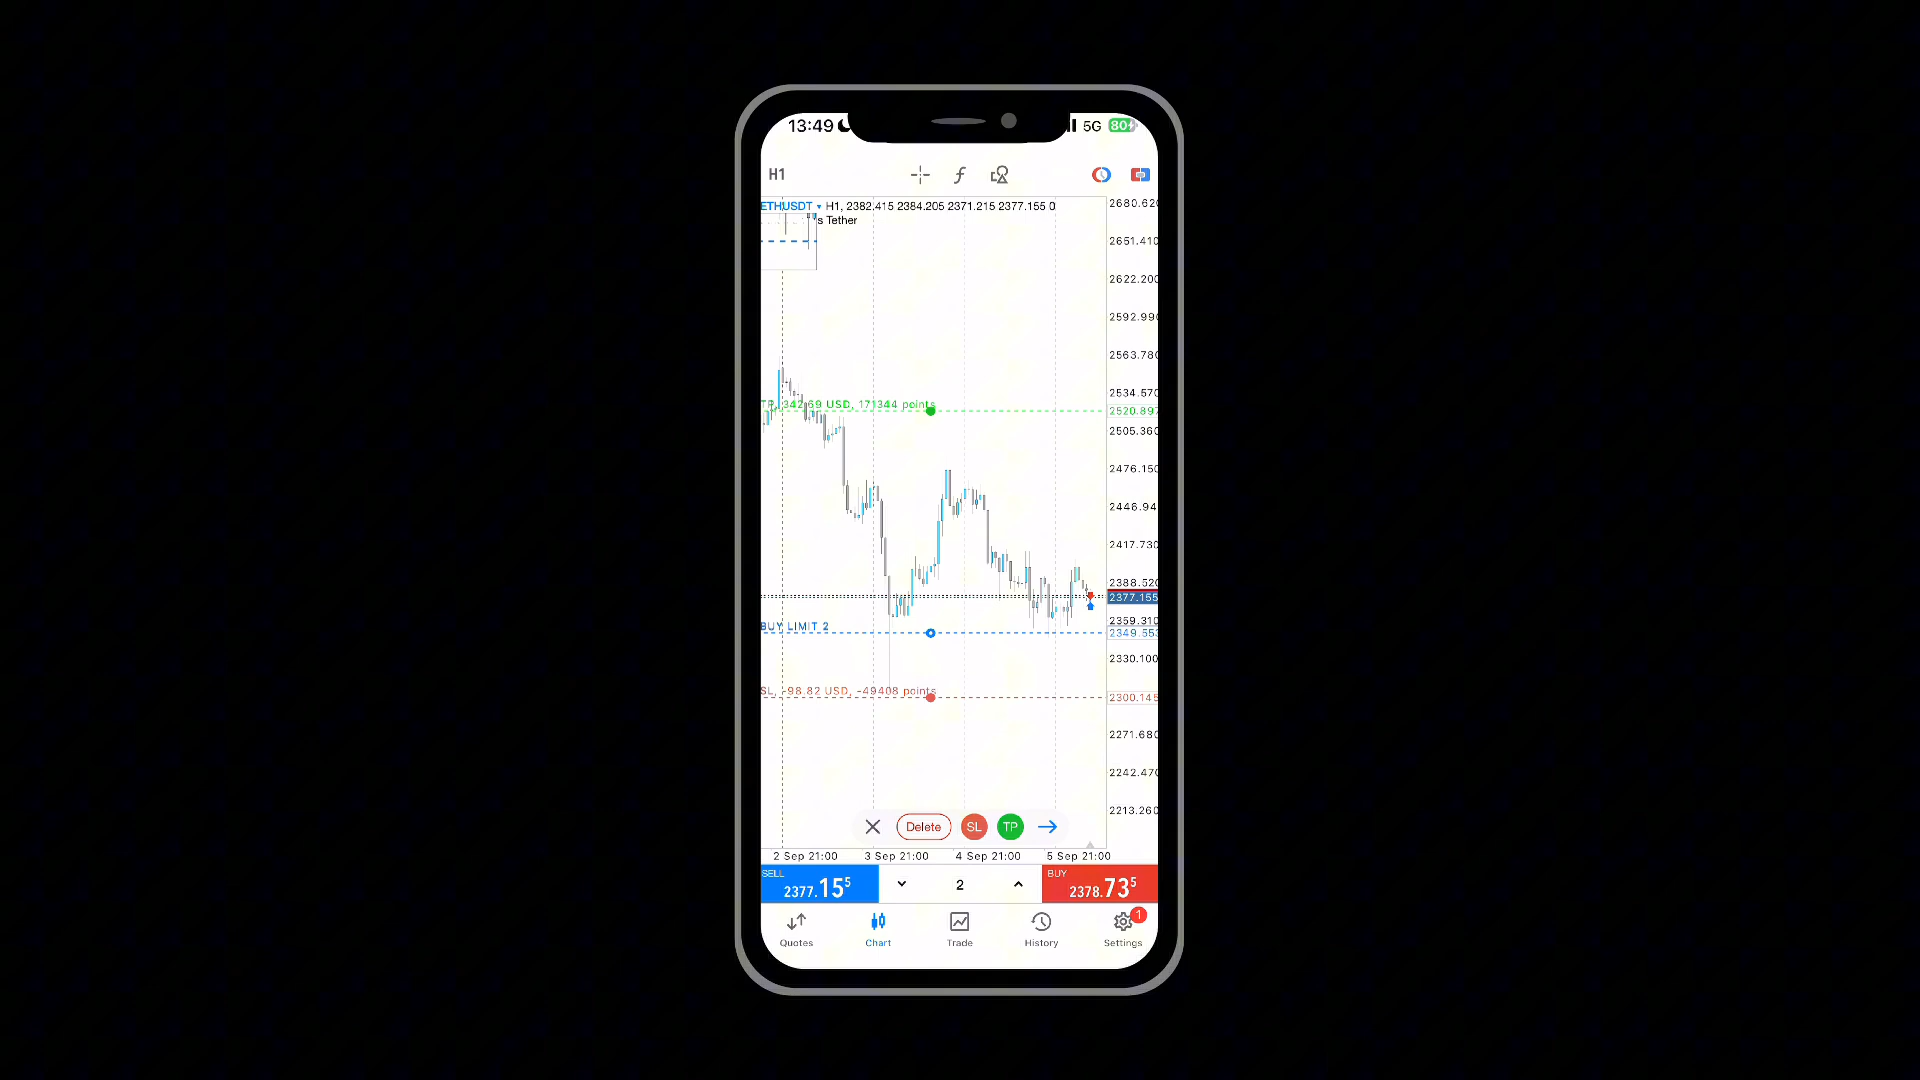 13:49 5G 80
H1
ETHUSDT H1, 2382.415 2384.205 2371.215 2377.155 0
s Tether
2680.620
2651.410
2622.200
2592.990
2563.780
2534.570
TP, 342.69 USD, 171344 points
2520.897
2505.360
2476.150
2446.94
2417.730
2388.520
2377.155
2359.310
BUY LIMIT 2
2349.553
2330.100
SL, -98.82 USD, -49408 points
2300.145
2271.680
2242.470
2213.260
Delete SL TP
2 Sep 21:00 3 Sep 21:00 4 Sep 21:00 5 Sep 21:00
SELL 2377.155 2 BUY 2378.735
Quotes Chart Trade History Settings 1